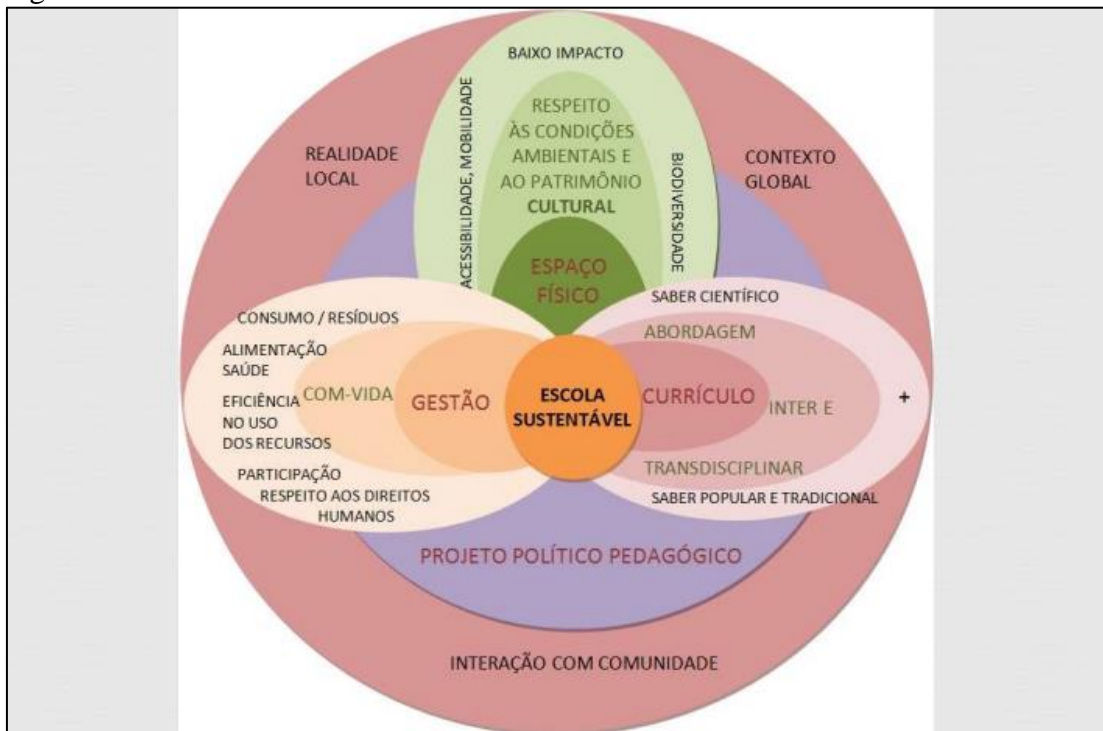 BAIXO IMPACTO
ACESSIBILIDADE, MOBILIDADE
RESPEITO
ÀS CONDIÇÕES
AMBIENTAIS E
AO PATRIMÔNIO
CULTURAL
BIODIVERSIDADE
REALIDADE
LOCAL
CONTEXTO
GLOBAL
ESPAÇO
FÍSICO
CONSUMO / RESÍDUOS
ALIMENTAÇÃO
SAÚDE
EFICIÊNCIA
NO USO
DOS RECURSOS
PARTICIPAÇÃO
RESPEITO AOS DIREITOS
HUMANOS
COM-VIDA
GESTÃO
ESCOLA
SUSTENTÁVEL
CURRÍCULO
SABER CIENTÍFICO
ABORDAGEM
INTER E
TRANSDISCIPLINAR
+
SABER POPULAR E TRADICIONAL
PROJETO POLÍTICO PEDAGÓGICO
INTERAÇÃO COM COMUNIDADE